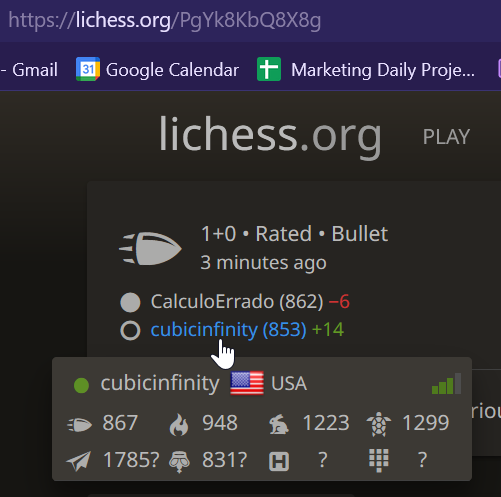 https://lichess.org/PgYk8KbQ8X8g
- Gmail 31 Google Calendar Marketing Daily Proje...
lichess.org PLAY
1+0 • Rated • Bullet
3 minutes ago
CalculoErrado (862) −6
cubicinfinity (853) +14
cubicinfinity USA
867 948 1223 1299
1785? 831? H ? ?